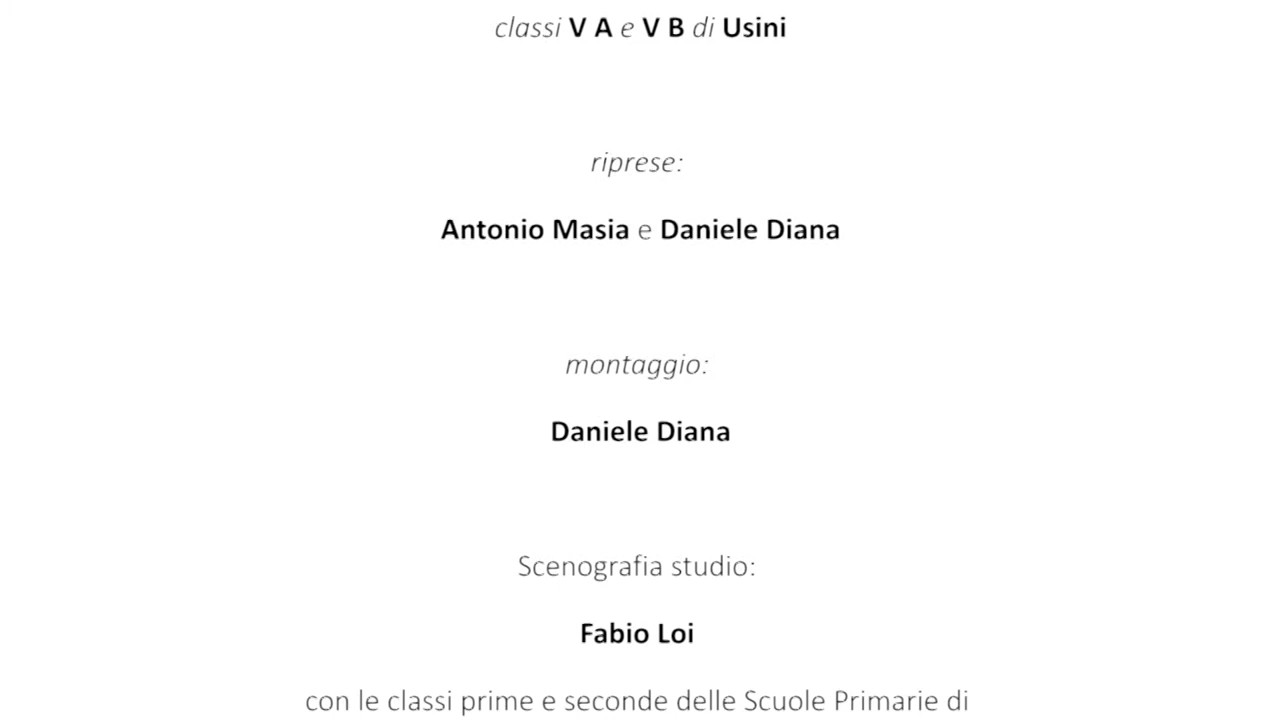 classi V A e V B di Usini
riprese:
Antonio Masia e Daniele Diana
montaggio:
Daniele Diana
Scenografia studio:
Fabio Loi
con le classi prime e seconde delle Scuole Primarie di